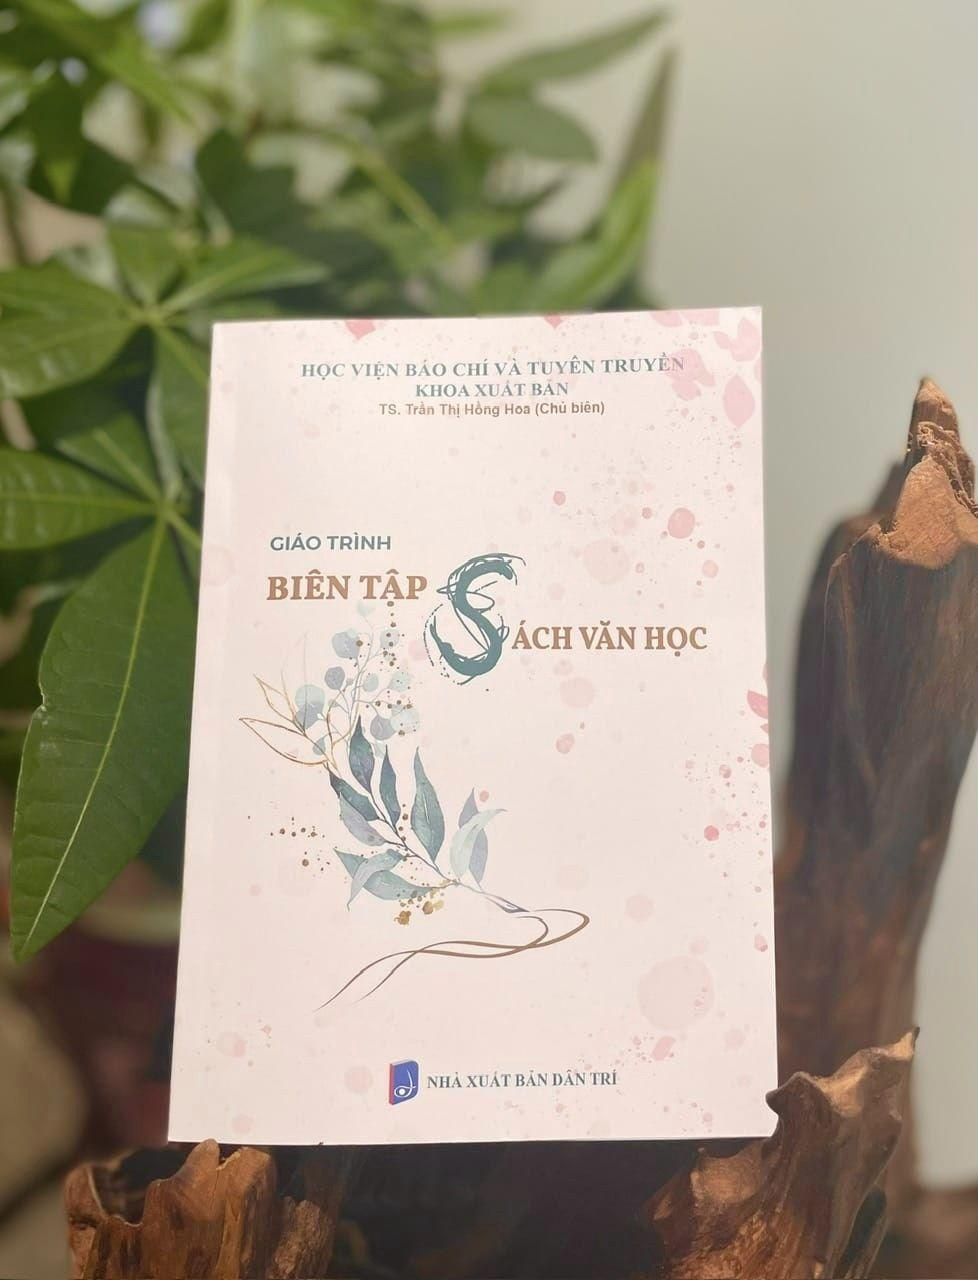 HỌC VIỆN BÁO CHÍ VÀ TUYÊN TRUYỀN
KHOA XUẤT BẢN
TS. Trần Thị Hồng Hoa (Chủ biên)
GIÁO TRÌNH
BIÊN TẬP
SÁCH VĂN HỌC
NHÀ XUẤT BẢN DÂN TRÍ